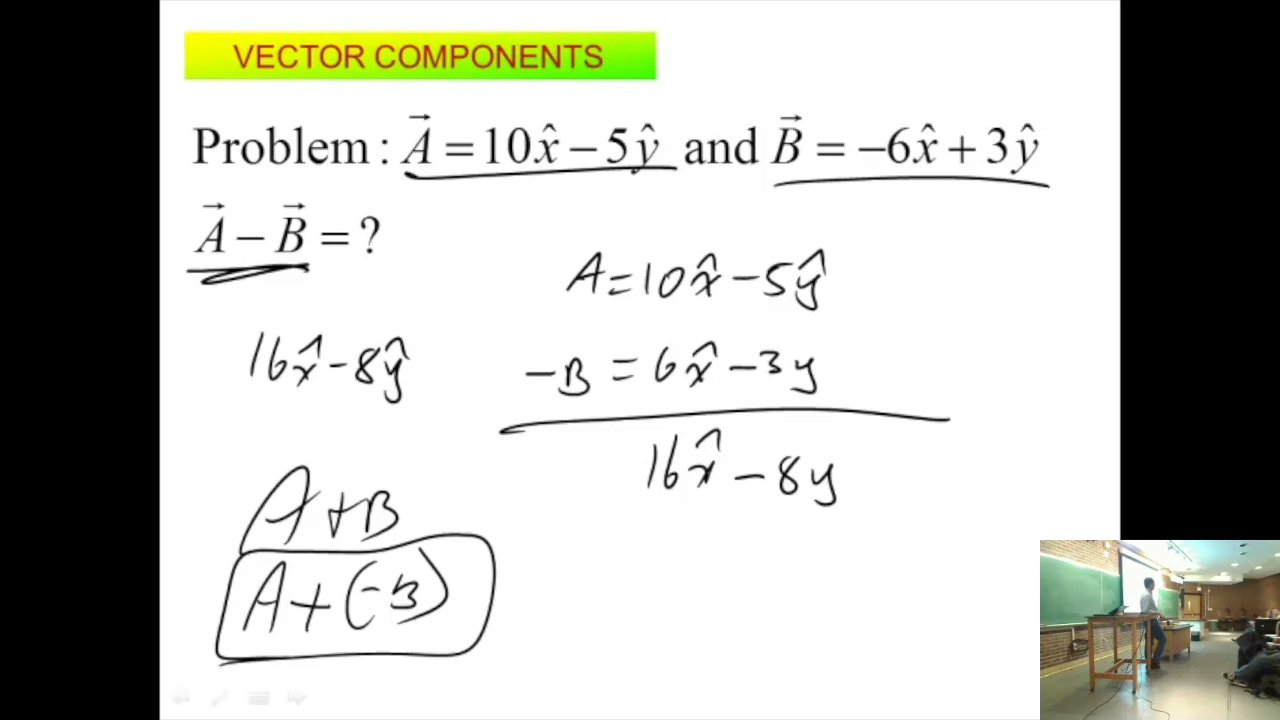 VECTOR COMPONENTS
Problem : A⃗ = 10x̂ − 5ŷ and B⃗ = −6x̂ + 3ŷ
A⃗ − B⃗ = ?
A = 10x̂ − 5ŷ
16x̂ − 8ŷ
−B = 6x̂ − 3y
16x̂ − 8y
A + B
A + (−B)